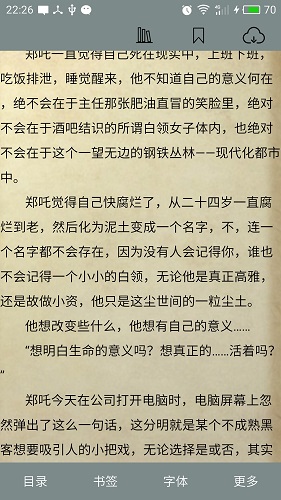 22:26 4G 70
郑吒一直觉得自己死在现实中，上班下班，
吃饭排泄，睡觉醒来，他不知道自己的意义何在
，绝不会在于主任那张肥油直冒的笑脸里，绝对
不会在于酒吧结识的所谓白领女子体内，也绝对
不会在于这个一望无边的钢铁丛林——现代化都市
中。
郑吒觉得自己快腐烂了，从二十四岁一直腐
烂到老，然后化为泥土变成一个名字，不，连一
个名字都不会存在，因为没有人会记得你，谁也
不会记得一个小小的白领，无论他是真正高雅，
还是故做小资，他只是这尘世间的一粒尘土。
他想改变些什么，他想有自己的意义……
“想明白生命的意义吗？想真正的……活着吗？
”
郑吒今天在公司打开电脑时，电脑屏幕上忽
然弹出了这么一句话，这分明就是某个不成熟黑
客想要吸引人的小把戏，无论选择是或否，其实
目录 书签 字体 更多